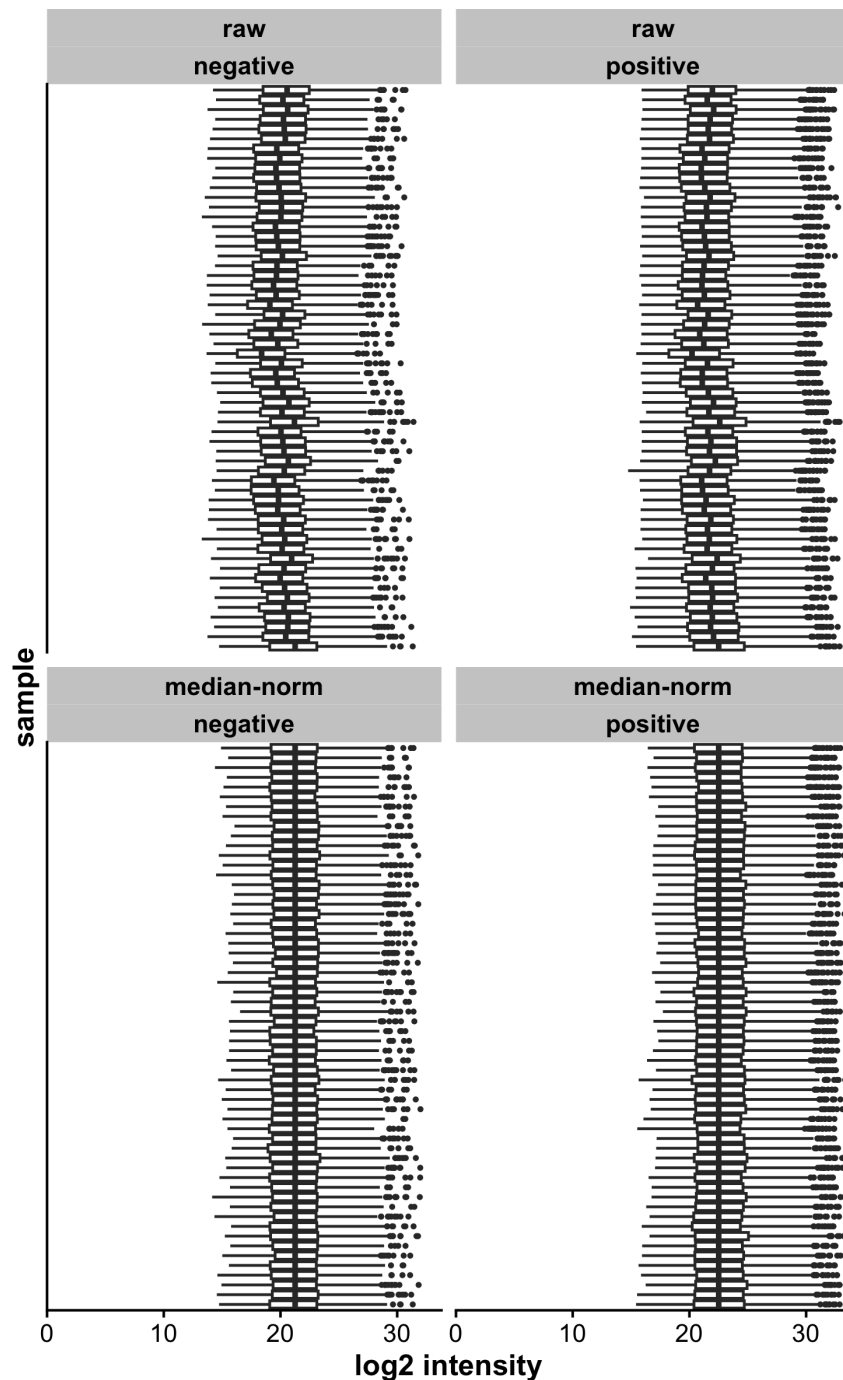 raw raw
negative positive
sample
median-norm median-norm
negative positive
0 10 20 30 0 10 20 30
log2 intensity